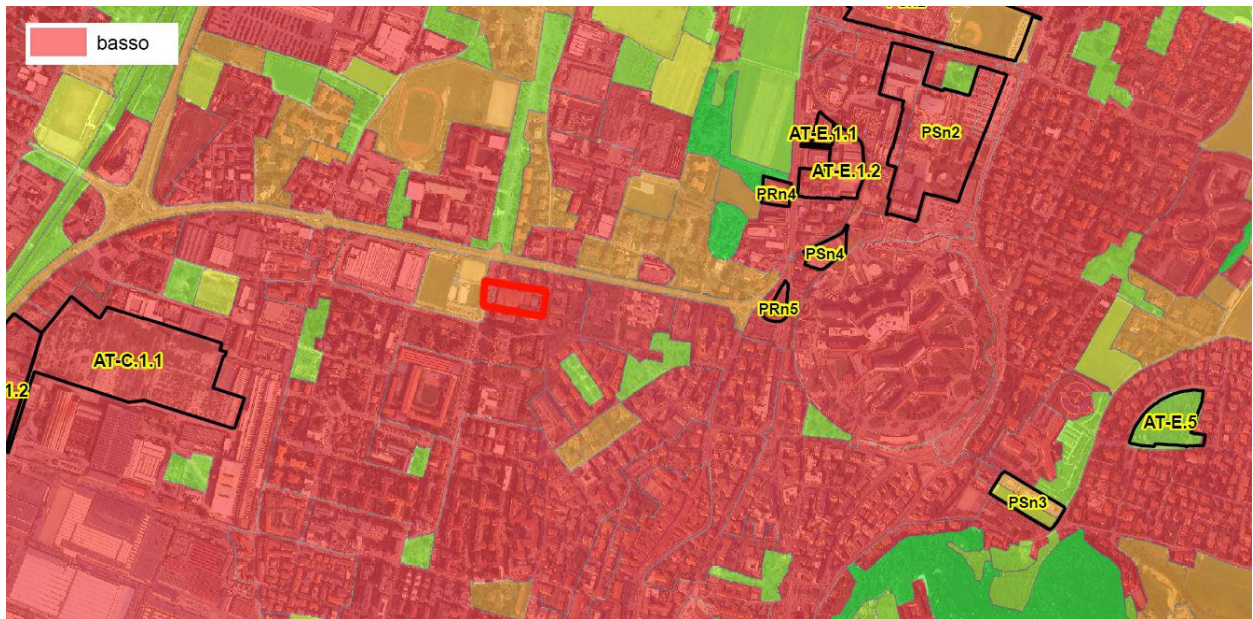 basso
PSn2
AT-E.1.1
PSn2
AT-E.1.2
PRn4
PSn4
PRn5
AT-C.1.1
1.2
AT-E.5
PSn3